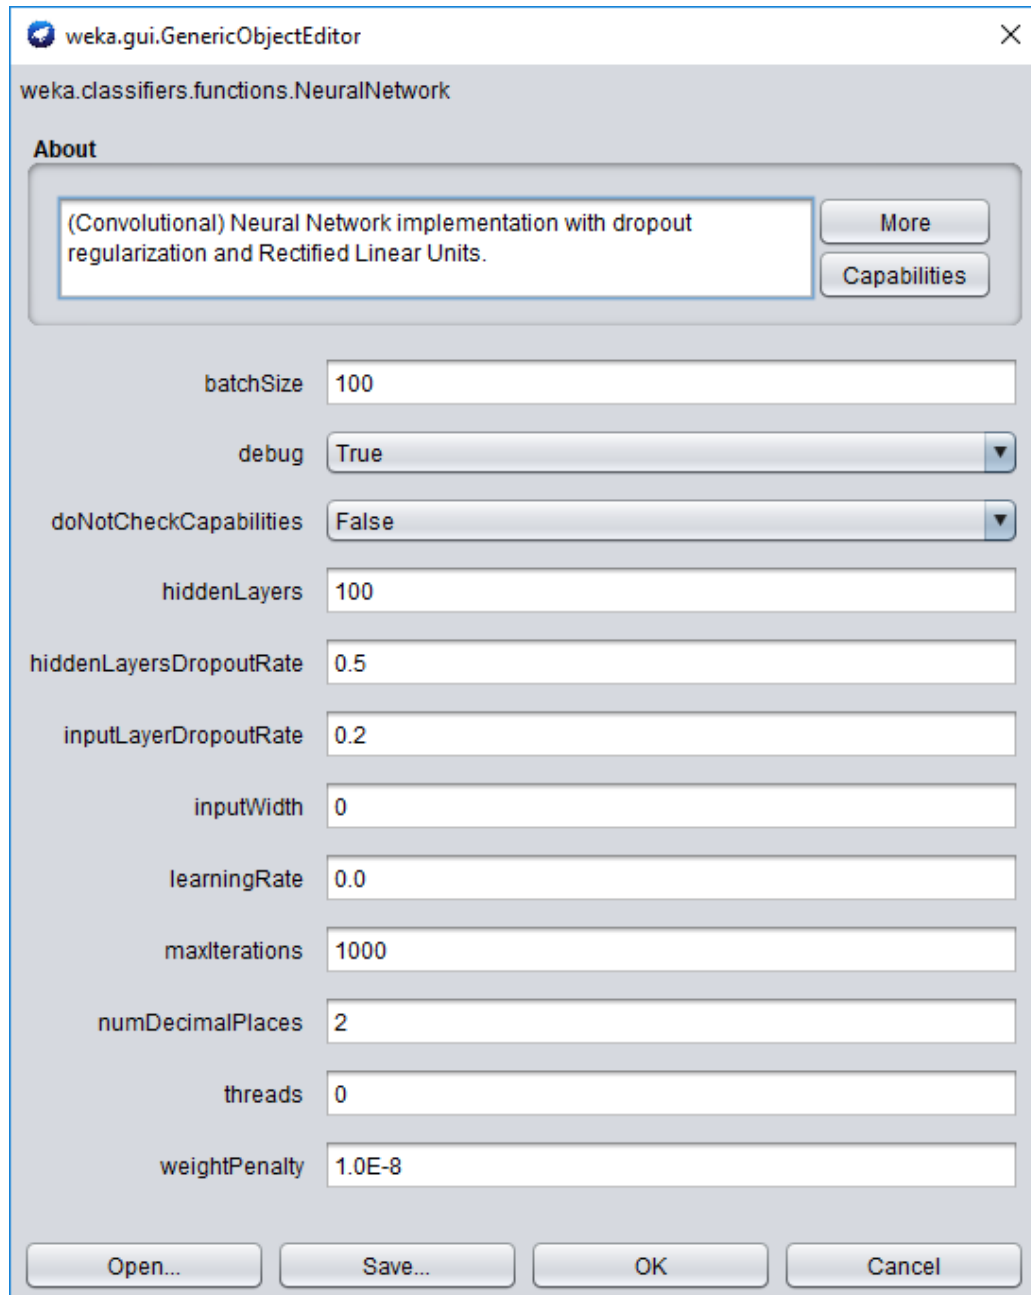 weka.gui.GenericObjectEditor
weka.classifiers.functions.NeuralNetwork
About
(Convolutional) Neural Network implementation with dropout
regularization and Rectified Linear Units.
More
Capabilities
batchSize 100
debug True
doNotCheckCapabilities False
hiddenLayers 100
hiddenLayersDropoutRate 0.5
inputLayerDropoutRate 0.2
inputWidth 0
learningRate 0.0
maxIterations 1000
numDecimalPlaces 2
threads 0
weightPenalty 1.0E-8
Open... Save... OK Cancel